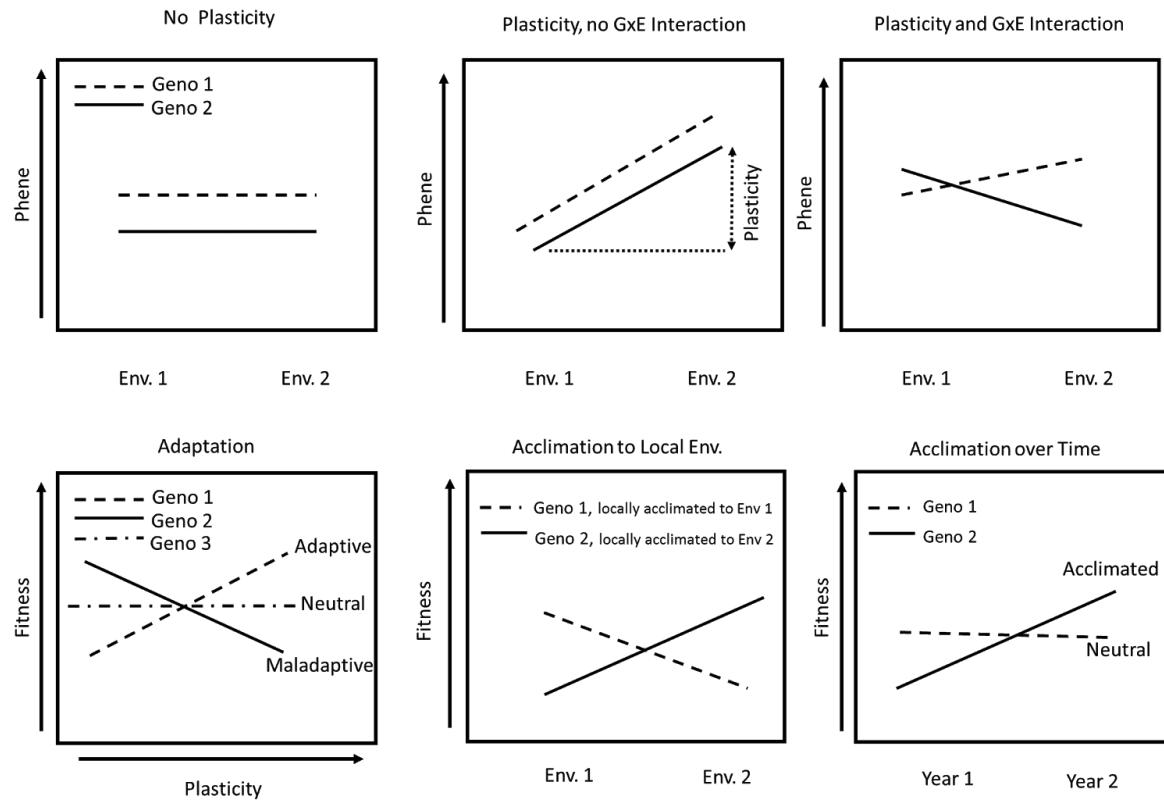 No Plasticity
Geno 1
Geno 2
Phene
Env. 1
Env. 2
Plasticity, no GxE Interaction
Phene
Plasticity
Env. 1
Env. 2
Plasticity and GxE Interaction
Phene
Env. 1
Env. 2
Adaptation
Geno 1
Geno 2
Geno 3
Adaptive
Neutral
Maladaptive
Fitness
Plasticity
Acclimation to Local Env.
Geno 1, locally acclimated to Env 1
Geno 2, locally acclimated to Env 2
Fitness
Env. 1
Env. 2
Acclimation over Time
Geno 1
Geno 2
Acclimated
Neutral
Fitness
Year 1
Year 2